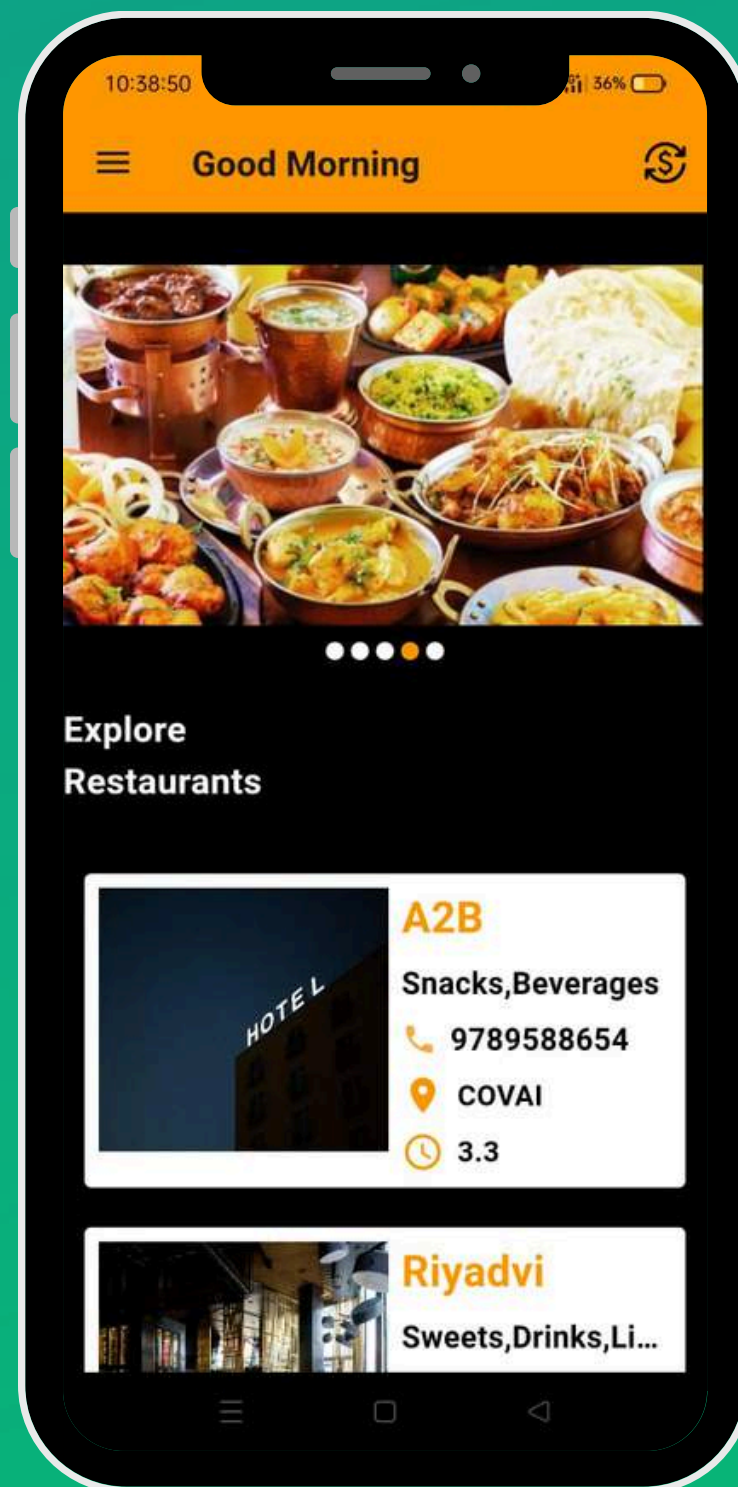 10:38:50
36%
Good Morning
Explore
Restaurants
HOTEL
A2B
Snacks,Beverages
9789588654
COVAI
3.3
Riyadvi
Sweets,Drinks,Li...